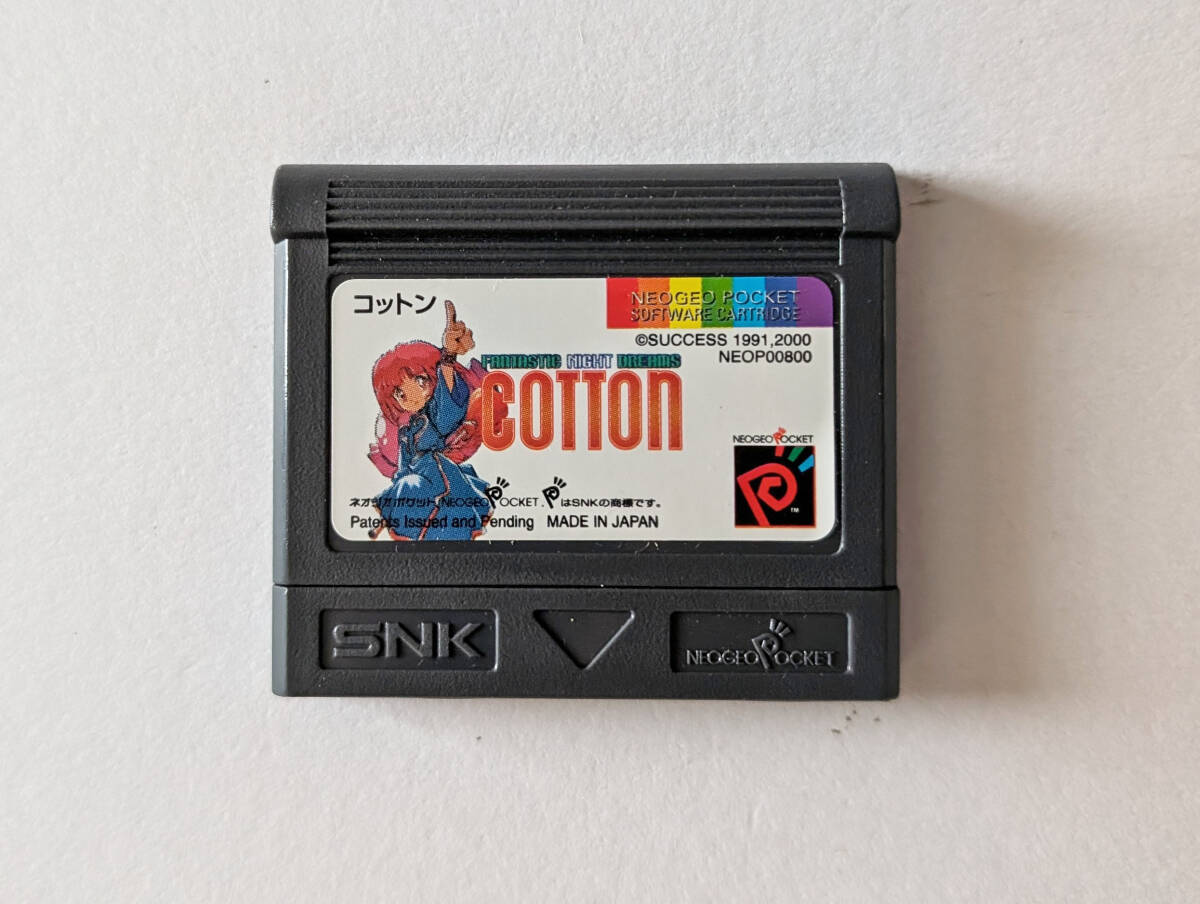 コットン
NEOGEO POCKET
SOFTWARE CARTRIDGE
©SUCCESS 1991,2000
NEOP00800
FANTASTIC NIGHT DREAMS
COTTON
NEOGEO POCKET
TM
ネオジオポケット,NEOGEO POCKET,PはSNKの商標です。
Patents Issued and Pending MADE IN JAPAN
SNK
NEOGEO POCKET